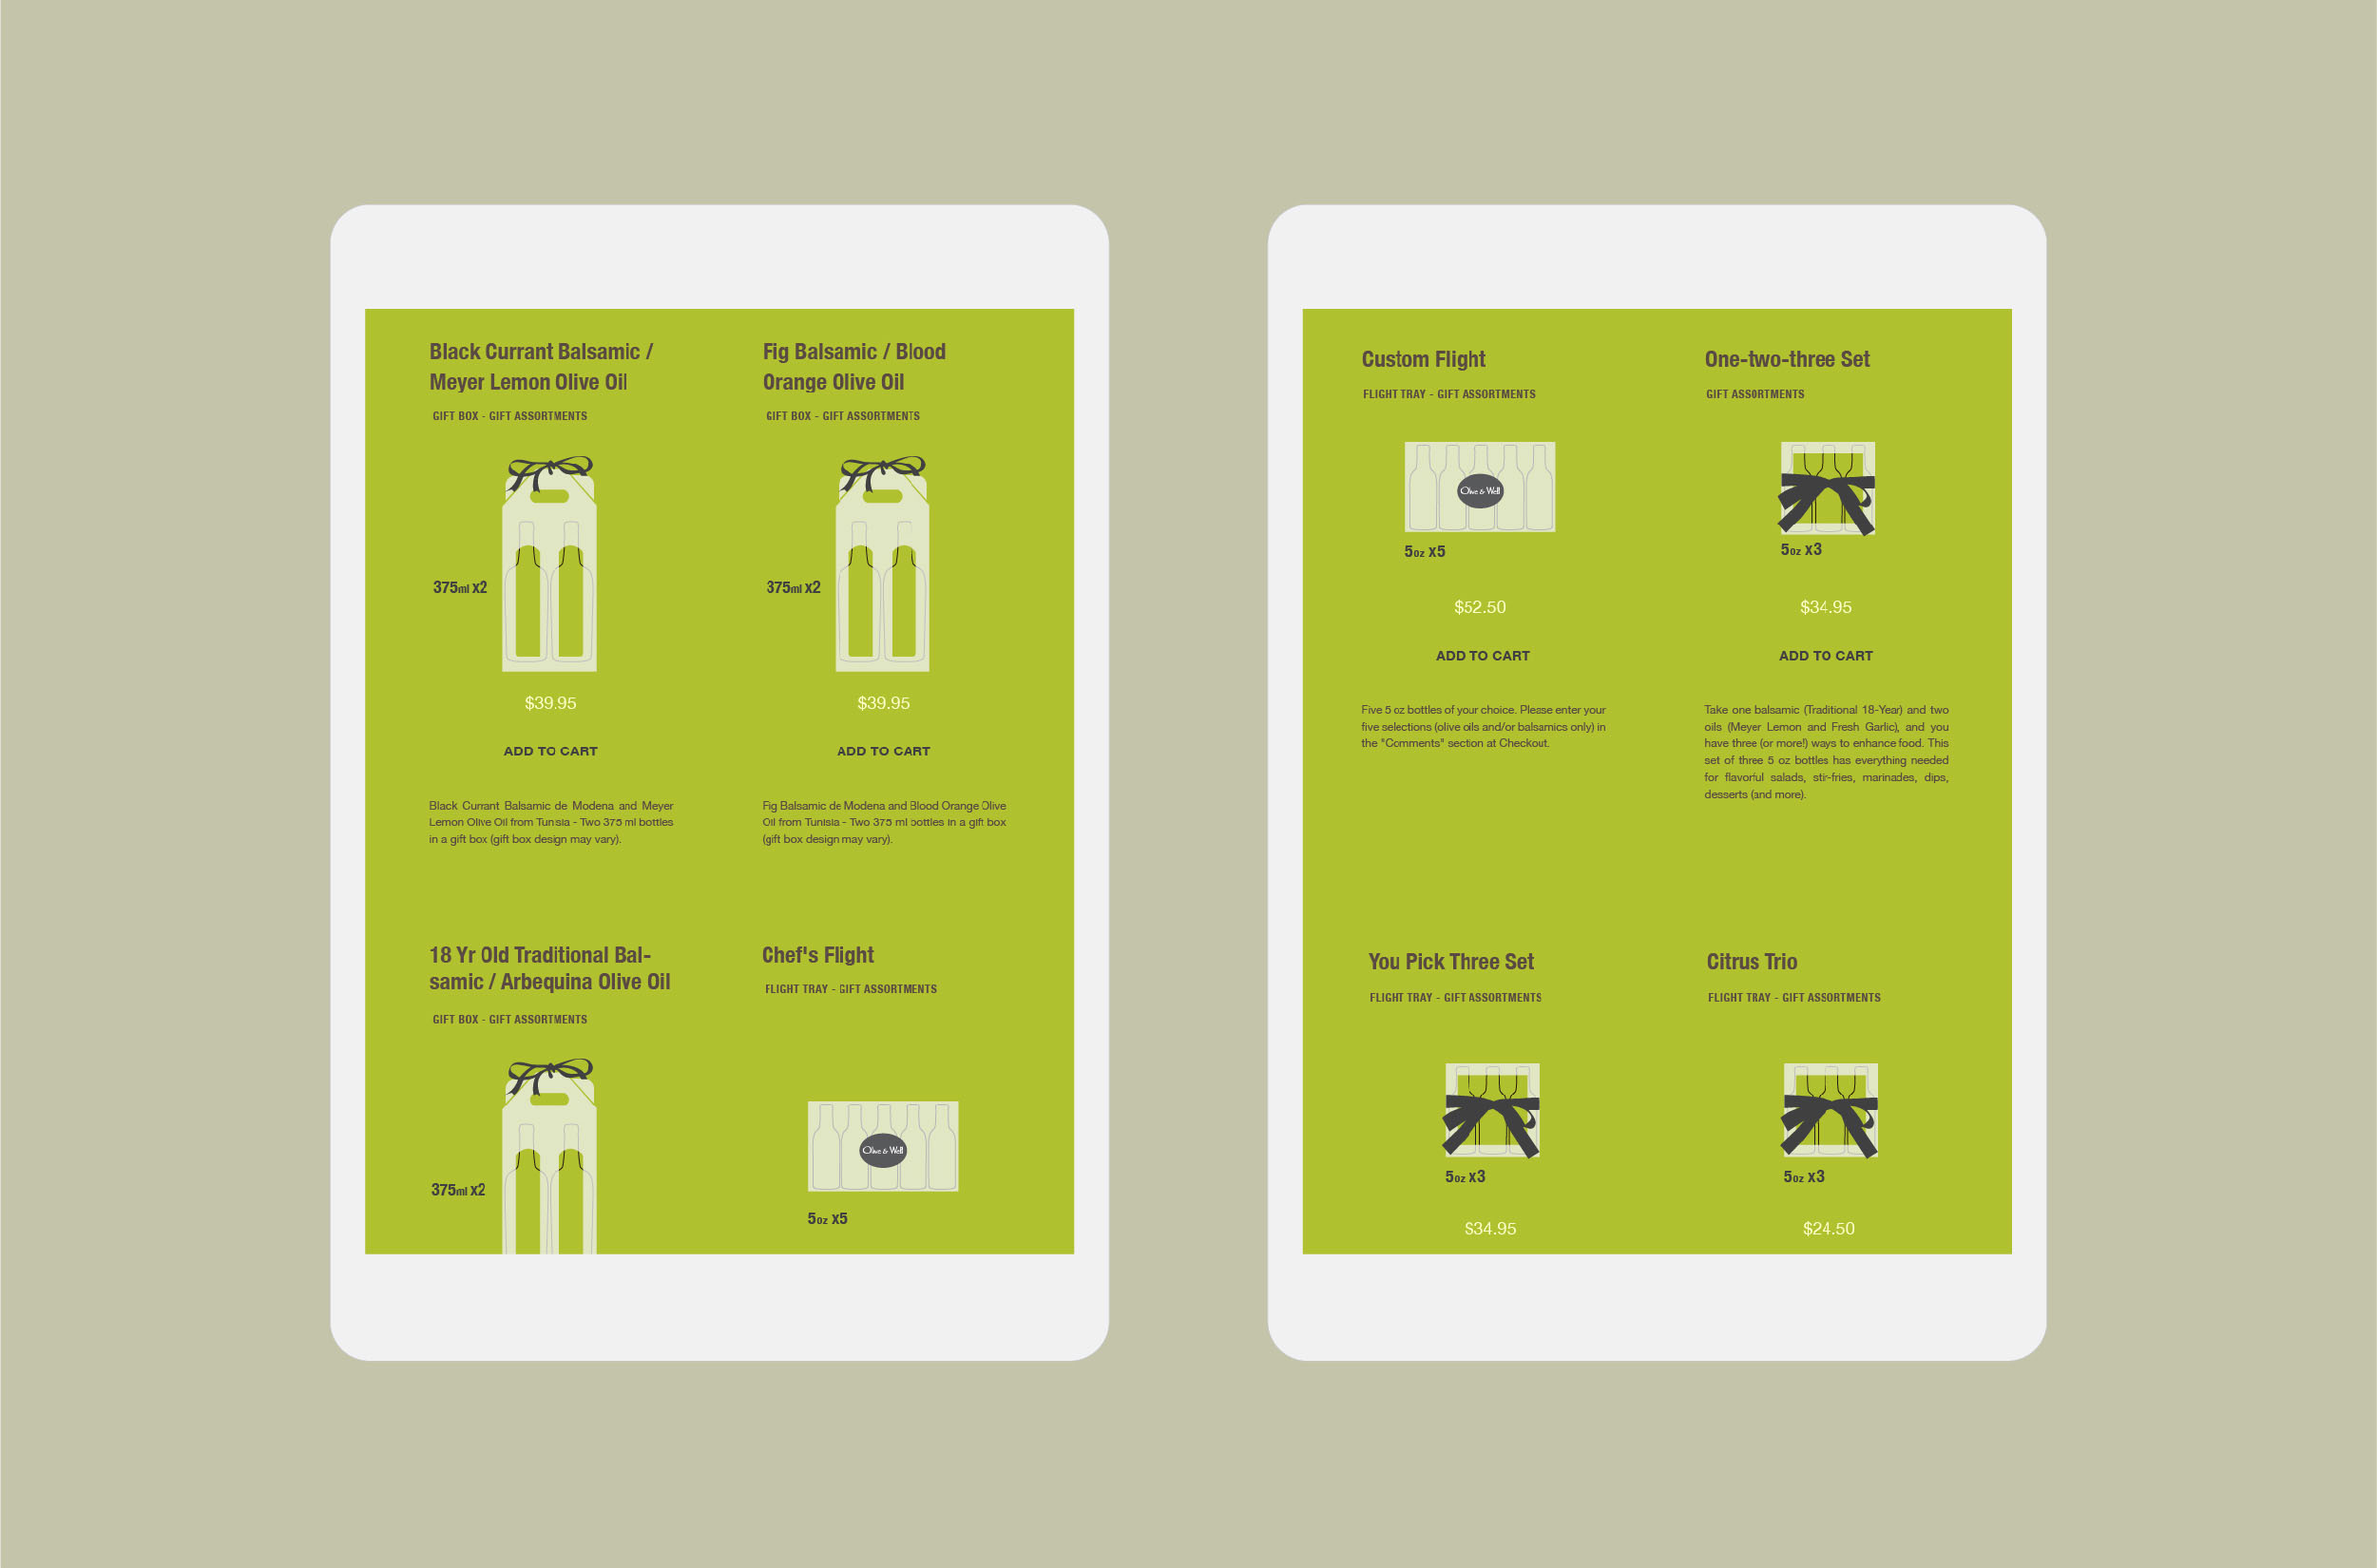 Black Currant Balsamic /
Meyer Lemon Olive Oil
GIFT BOX - GIFT ASSORTMENTS
375ml x2
$39.95
ADD TO CART
Black Currant Balsamic de Modena and Meyer
Lemon Olive Oil from Tunisia - Two 375 ml bottles
in a gift box (gift box design may vary).
Fig Balsamic / Blood
Orange Olive Oil
GIFT BOX - GIFT ASSORTMENTS
375ml x2
$39.95
ADD TO CART
Fig Balsamic de Modena and Blood Orange Olive
Oil from Tunisia - Two 375 ml bottles in a gift box
(gift box design may vary).
18 Yr Old Traditional Bal-
samic / Arbequina Olive Oil
GIFT BOX - GIFT ASSORTMENTS
375ml x2
Chef's Flight
FLIGHT TRAY - GIFT ASSORTMENTS
Olive & Well
5oz x5
Custom Flight
FLIGHT TRAY - GIFT ASSORTMENTS
Olive & Well
5oz x5
$52.50
ADD TO CART
Five 5 oz bottles of your choice. Please enter your
five selections (olive oils and/or balsamics only) in
the "Comments" section at Checkout.
One-two-three Set
GIFT ASSORTMENTS
5oz x3
$34.95
ADD TO CART
Take one balsamic (Traditional 18-Year) and two
oils (Meyer Lemon and Fresh Garlic), and you
have three (or more!) ways to enhance food. This
set of three 5 oz bottles has everything needed
for flavorful salads, stir-fries, marinades, dips,
desserts (and more).
You Pick Three Set
FLIGHT TRAY - GIFT ASSORTMENTS
5oz x3
$34.95
Citrus Trio
FLIGHT TRAY - GIFT ASSORTMENTS
5oz x3
$24.50